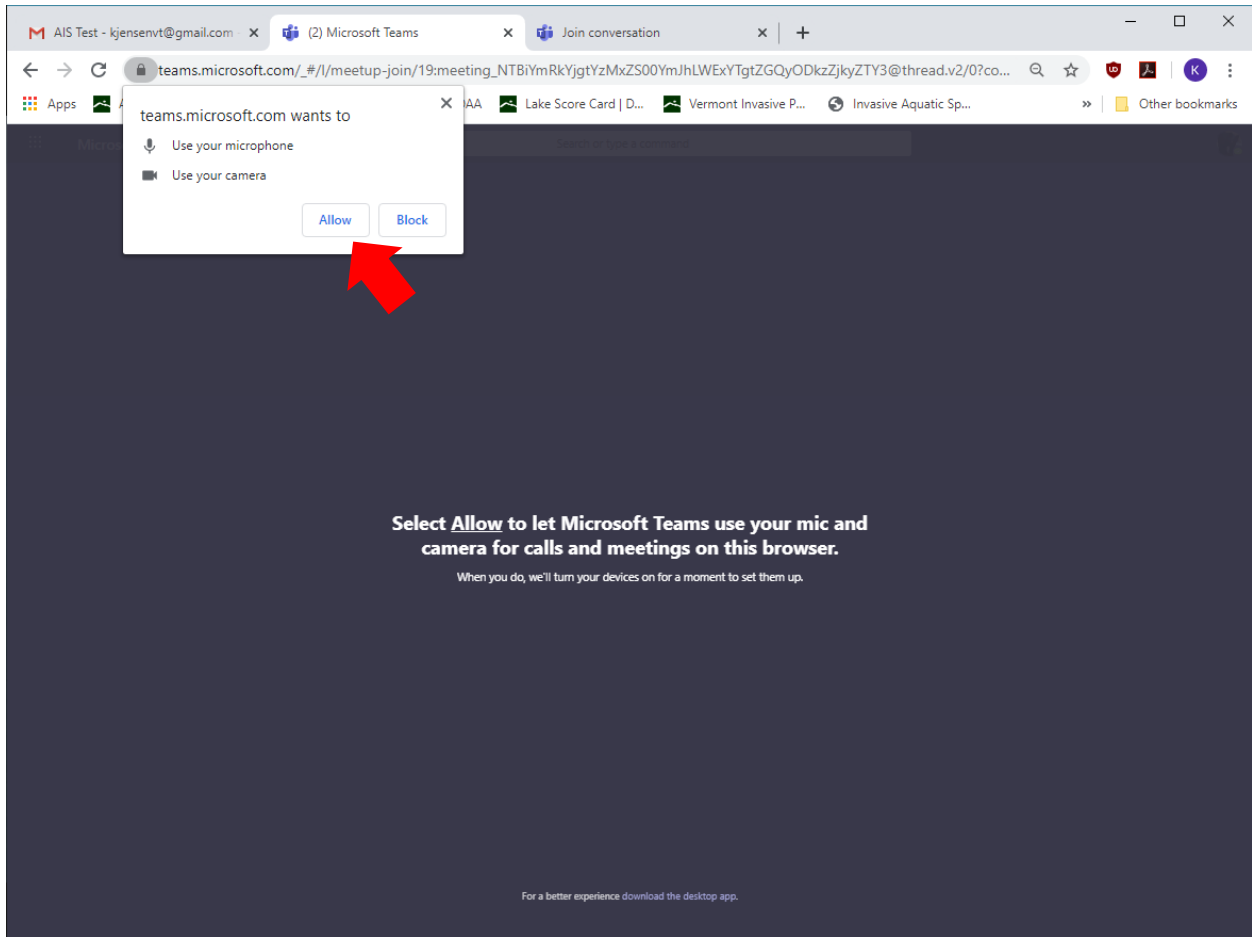 AIS Test - kjensenvt@gmail.com
(2) Microsoft Teams
Join conversation
teams.microsoft.com/_#/l/meetup-join/19:meeting_NTBiYmRkYjgtYzMxZS00YmJhLWExYTgtZGQyODkzZjkyZTY3@thread.v2/0?co...
Apps
Lake Score Card | D...
Vermont Invasive P...
Invasive Aquatic Sp...
»
Other bookmarks
K
teams.microsoft.com wants to
Use your microphone
Use your camera
Allow
Block
Search or type a command
Select Allow to let Microsoft Teams use your mic and
camera for calls and meetings on this browser.
When you do, we'll turn your devices on for a moment to set them up.
For a better experience download the desktop app.